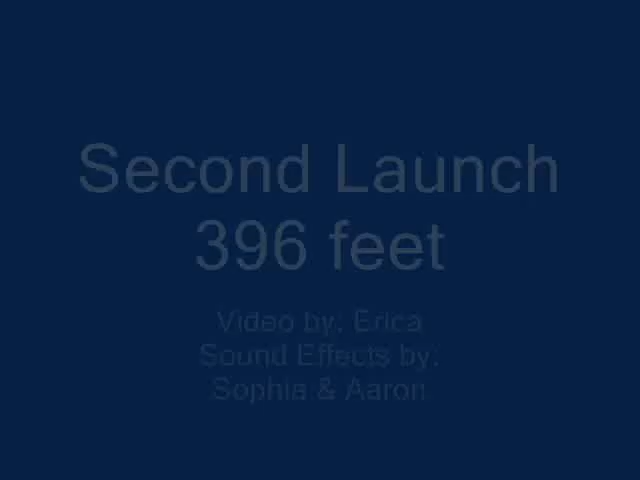 Second Launch
396 feet
Video by: Erica
Sound Effects by:
Sophia & Aaron